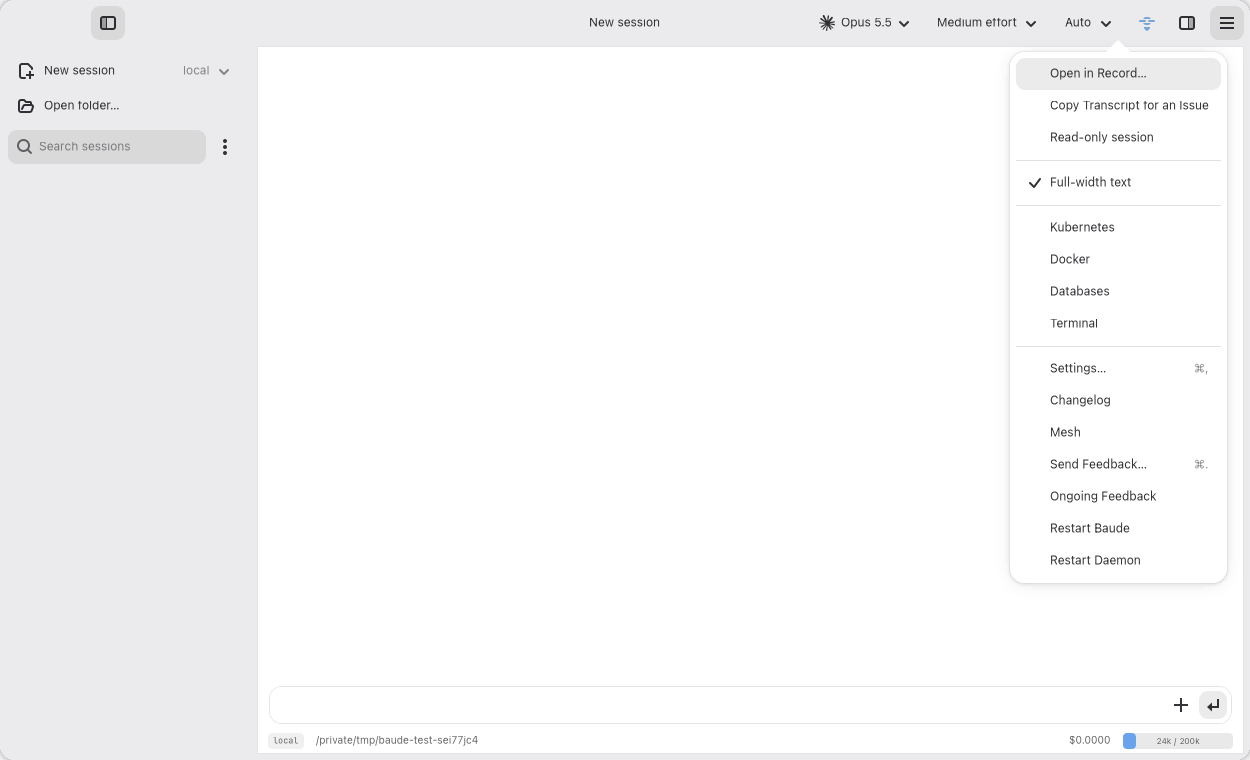 New session
Opus 5.5
Medium effort
Auto
New session
local
Open folder...
Search sessions
Open in Record...
Copy Transcript for an Issue
Read-only session
Full-width text
Kubernetes
Docker
Databases
Terminal
Settings... ⌘,
Changelog
Mesh
Send Feedback... ⌘.
Ongoing Feedback
Restart Baude
Restart Daemon
local /private/tmp/baude-test-sei77jc4
$0.0000
24k / 200k